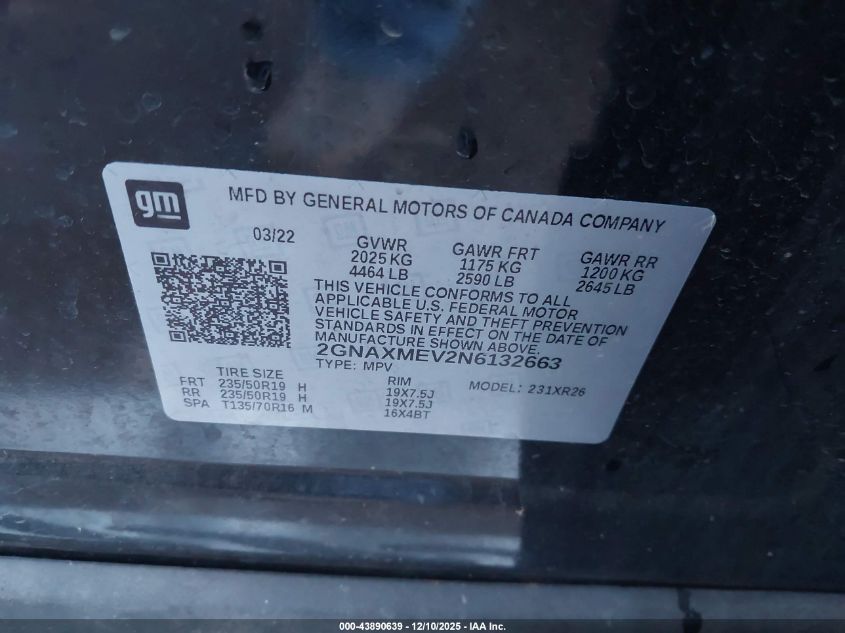 gm
MFD BY GENERAL MOTORS OF CANADA COMPANY
03/22
GVWR
2025 KG
4464 LB
GAWR FRT
1175 KG
2590 LB
GAWR RR
1200 KG
2645 LB
THIS VEHICLE CONFORMS TO ALL
APPLICABLE U.S. FEDERAL MOTOR
VEHICLE SAFETY AND THEFT PREVENTION
STANDARDS IN EFFECT ON THE DATE OF
MANUFACTURE SHOWN ABOVE.
2GNAXMEV2N6132663
TYPE: MPV
TIRE SIZE
FRT 235/50R19 H
RR 235/50R19 H
SPA T135/70R16 M
RIM
19X7.5J
19X7.5J
16X4BT
MODEL: 231XR26
000-43890639 - 12/10/2025 - IAA Inc.